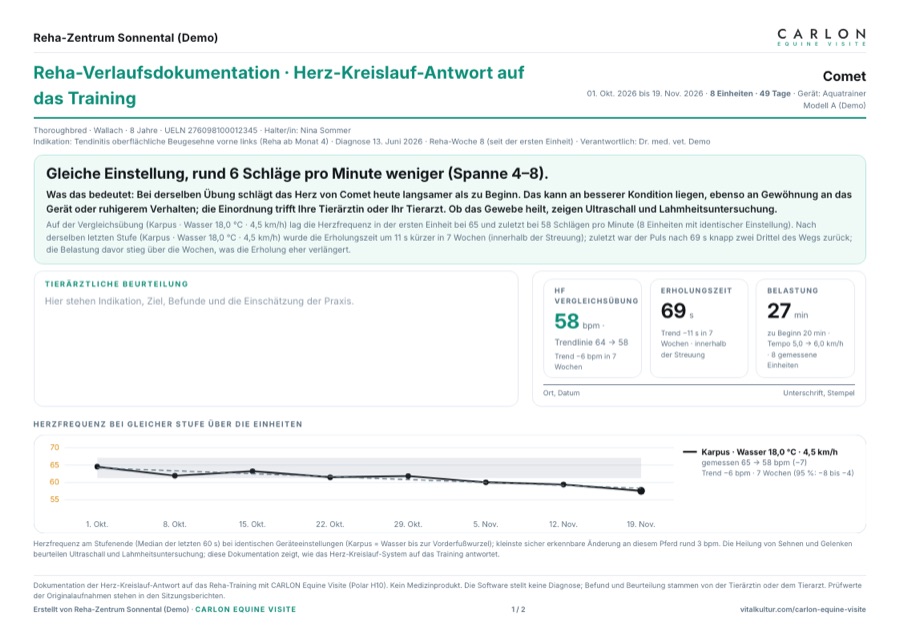 Reha-Zentrum Sonnental (Demo)
CARLON
EQUINE VISITE
Reha-Verlaufsdokumentation · Herz-Kreislauf-Antwort auf
das Training
Comet
01. Okt. 2026 bis 19. Nov. 2026 · 8 Einheiten · 49 Tage · Gerät: Aquatrainer
Modell A (Demo)
Thoroughbred · Wallach · 8 Jahre · UELN 276098100012345 · Halter/in: Nina Sommer
Indikation: Tendinitis oberflächliche Beugesehne vorne links (Reha ab Monat 4) · Diagnose 13. Juni 2026 · Reha-Woche 8 (seit der ersten Einheit) · Verantwortlich: Dr. med. vet. Demo
Gleiche Einstellung, rund 6 Schläge pro Minute weniger (Spanne 4–8).
Was das bedeutet: Bei derselben Übung schlägt das Herz von Comet heute langsamer als zu Beginn. Das kann an besserer Kondition liegen, ebenso an Gewöhnung an das
Gerät oder ruhigerem Verhalten; die Einordnung trifft Ihre Tierärztin oder Ihr Tierarzt. Ob das Gewebe heilt, zeigen Ultraschall und Lahmheitsuntersuchung.
Auf der Vergleichsübung (Karpus · Wasser 18,0 °C · 4,5 km/h) lag die Herzfrequenz in der ersten Einheit bei 65 und zuletzt bei 58 Schlägen pro Minute (8 Einheiten mit identischer Einstellung). Nach
derselben letzten Stufe (Karpus · Wasser 18,0 °C · 4,5 km/h) wurde die Erholungszeit um 11 s kürzer in 7 Wochen (innerhalb der Streuung); zuletzt war der Puls nach 69 s knapp zwei Drittel des Wegs zurück;
die Belastung davor stieg über die Wochen, was die Erholung eher verlängert.
TIERÄRZTLICHE BEURTEILUNG
Hier stehen Indikation, Ziel, Befunde und die Einschätzung der Praxis.
HF
VERGLEICHSÜBUNG
58 bpm ·
Trendlinie 64 → 58
Trend −6 bpm in 7
Wochen
ERHOLUNGSZEIT
69 s
Trend −11 s in 7
Wochen · innerhalb
der Streuung
BELASTUNG
27 min
zu Beginn 20 min ·
Tempo 5,0 → 6,0 km/h
· 8 gemessene
Einheiten
Ort, Datum
Unterschrift, Stempel
HERZFREQUENZ BEI GLEICHER STUFE ÜBER DIE EINHEITEN
70
65
60
55
1. Okt.
8. Okt.
15. Okt.
22. Okt.
29. Okt.
5. Nov.
12. Nov.
19. Nov.
Karpus · Wasser 18,0 °C · 4,5 km/h
gemessen 65 → 58 bpm (−7)
Trend −6 bpm · 7 Wochen (95 %: −8 bis −4)
Herzfrequenz am Stufenende (Median der letzten 60 s) bei identischen Geräteeinstellungen (Karpus = Wasser bis zur Vorderfußwurzel); kleinste sicher erkennbare Änderung an diesem Pferd rund 3 bpm. Die Heilung von Sehnen und Gelenken
beurteilen Ultraschall und Lahmheitsuntersuchung; diese Dokumentation zeigt, wie das Herz-Kreislauf-System auf das Training antwortet.
Dokumentation der Herz-Kreislauf-Antwort auf das Reha-Training mit CARLON Equine Visite (Polar H10). Kein Medizinprodukt. Die Software stellt keine Diagnose; Befund und Beurteilung stammen von der Tierärztin oder dem Tierarzt. Prüfwerte
der Originalaufnahmen stehen in den Sitzungsberichten.
Erstellt von Reha-Zentrum Sonnental (Demo) · CARLON EQUINE VISITE
1 / 2
vitalkultur.com/carlon-equine-visite